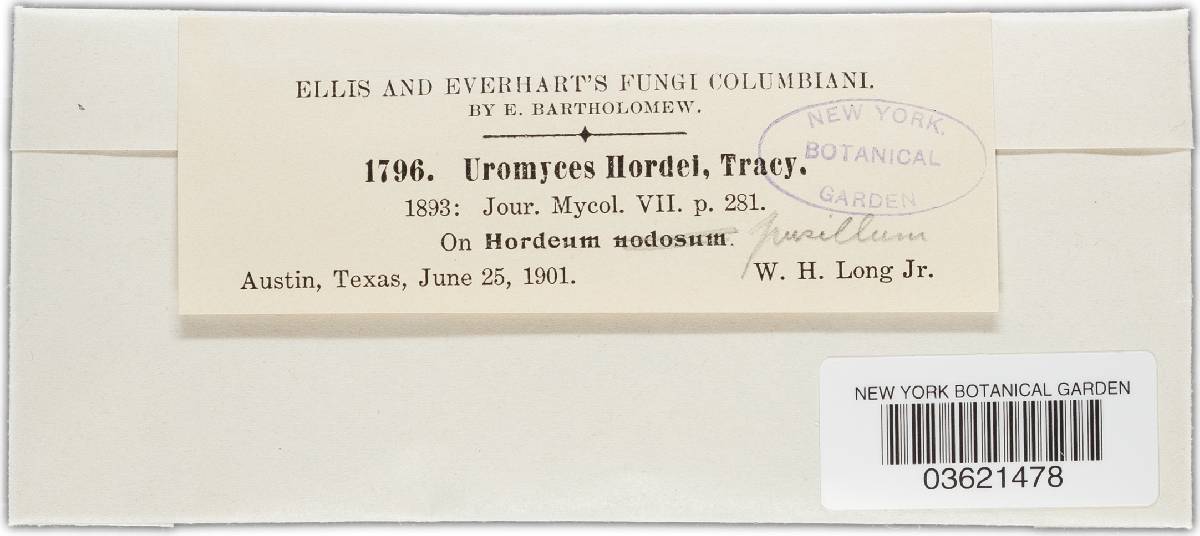 ELLIS AND EVERHART'S FUNGI COLUMBIANI.
BY E. BARTHOLOMEW.
1796. Uromyces Hordei, Tracy.
1893: Jour. Mycol. VII. p. 281.
On Hordeum nodosum. pusillum
Austin, Texas, June 25, 1901. W. H. Long Jr.
NEW YORK.
BOTANICAL
GARDEN
NEW YORK BOTANICAL GARDEN
03621478